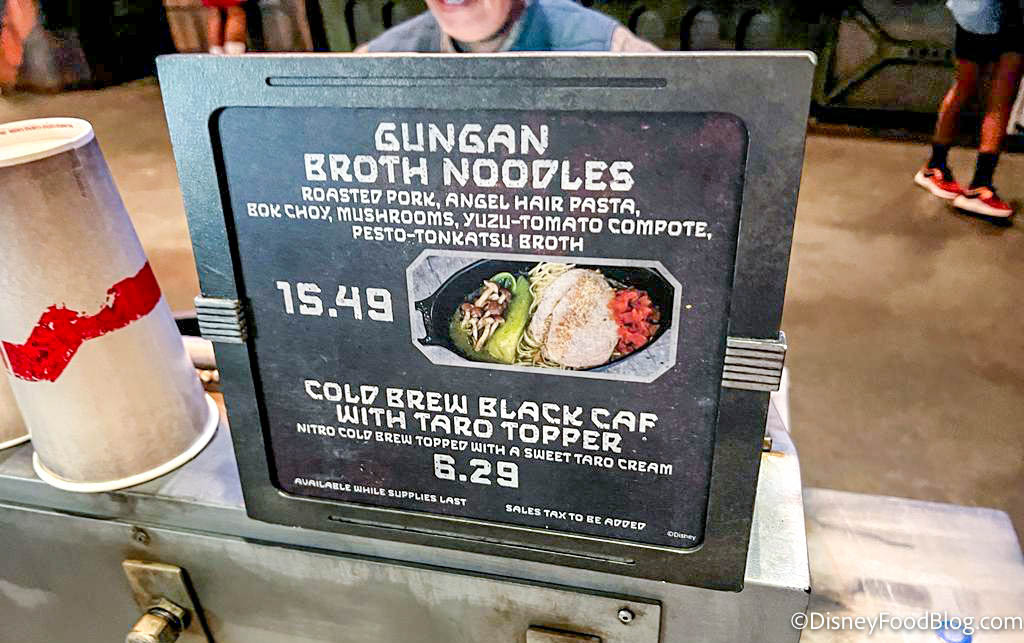 GUNGAN
BROTH NOODLES
ROASTED PORK, ANGEL HAIR PASTA,
BOK CHOY, MUSHROOMS, YUZU-TOMATO COMPOTE,
PESTO-TONKATSU BROTH
15.49
COLD BREW BLACK CAF
WITH TARO TOPPER
NITRO COLD BREW TOPPED WITH A SWEET TARO CREAM
6.29
AVAILABLE WHILE SUPPLIES LAST
SALES TAX TO BE ADDED
©Disney
©DisneyFoodBlog.com